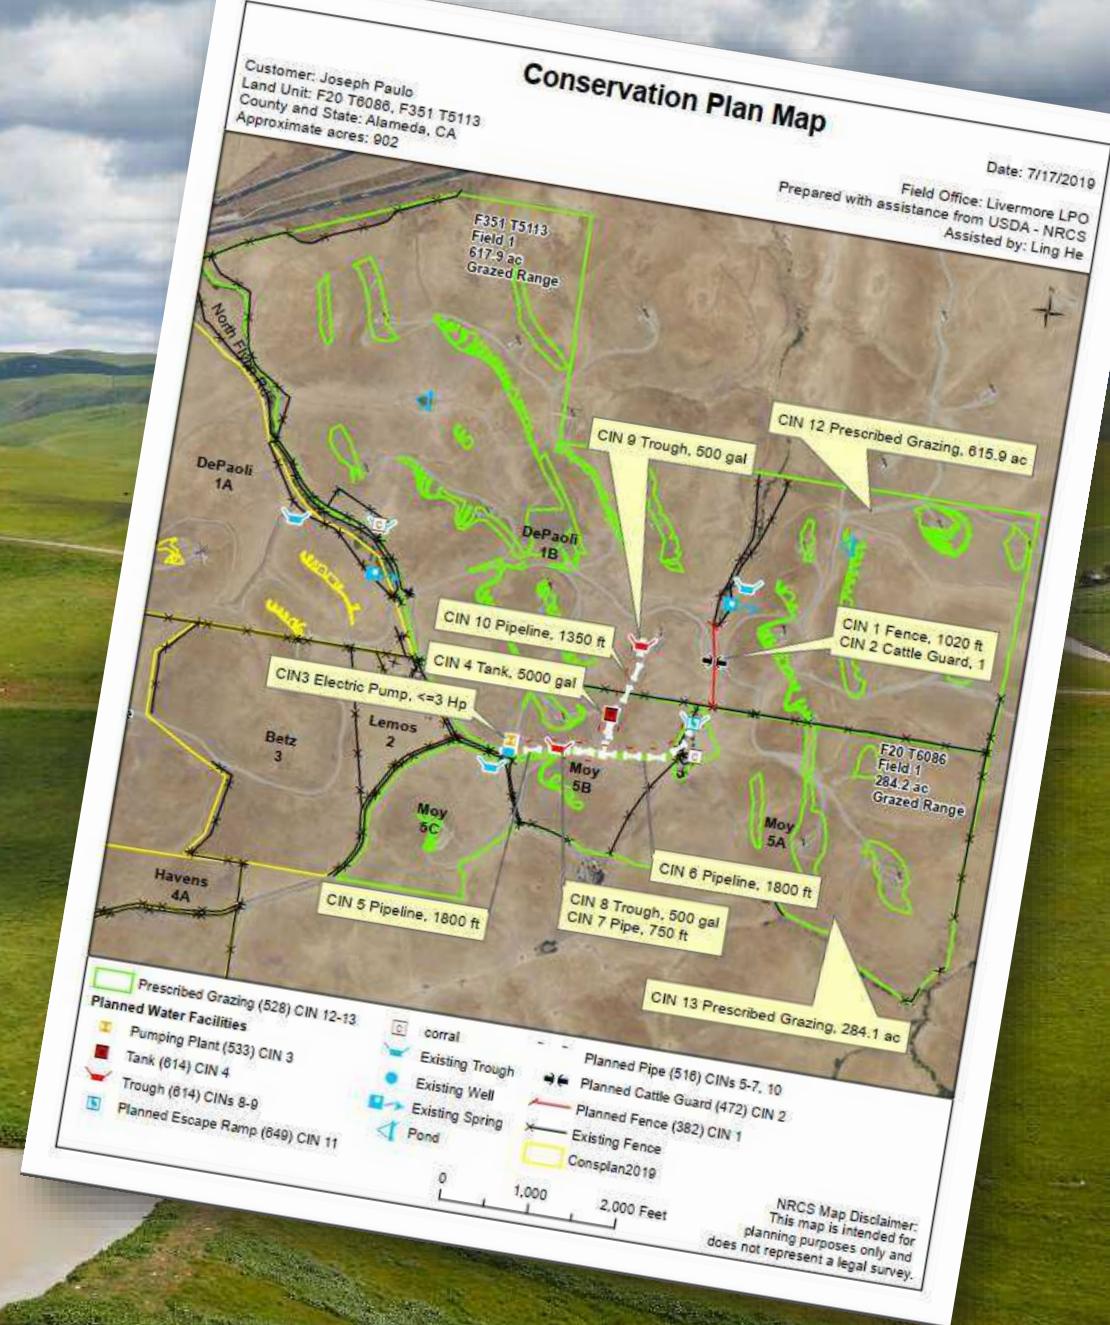 Conservation Plan Map
Customer: Joseph Paulo
Land Unit: F20 T6086, F351 T5113
County and State: Alameda, CA
Approximate acres: 902
Date: 7/17/2019
Field Office: Livermore LPO
Prepared with assistance from USDA - NRCS
Assisted by: Ling He
F351 T5113
Field 1
617.9 ac
Grazed Range
CIN 12 Prescribed Grazing, 615.9 ac
CIN 9 Trough, 500 gal
DePaoli
1A
DePaoli
1B
CIN 1 Fence, 1020 ft
CIN 2 Cattle Guard, 1
CIN 10 Pipeline, 1350 ft
CIN 4 Tank, 5000 gal
CIN3 Electric Pump, <=3 Hp
Betz
3
Lemos
2
Moy
5B
F20 T6086
Field 1
284.2 ac
Grazed Range
Moy
5C
Moy
5A
Havens
4A
CIN 6 Pipeline, 1800 ft
CIN 5 Pipeline, 1800 ft
CIN 8 Trough, 500 gal
CIN 7 Pipe, 750 ft
CIN 13 Prescribed Grazing, 284.1 ac
Prescribed Grazing (528) CIN 12-13
Planned Water Facilities
Pumping Plant (533) CIN 3
Tank (614) CIN 4
Trough (614) CINs 8-9
Planned Escape Ramp (649) CIN 11
C corral
Existing Trough
Existing Well
Existing Spring
Pond
Planned Pipe (516) CINs 5-7, 10
Planned Cattle Guard (472) CIN 2
Planned Fence (382) CIN 1
Existing Fence
Consplan2019
0 1,000 2,000 Feet
NRCS Map Disclaimer:
This map is intended for
planning purposes only and
does not represent a legal survey.